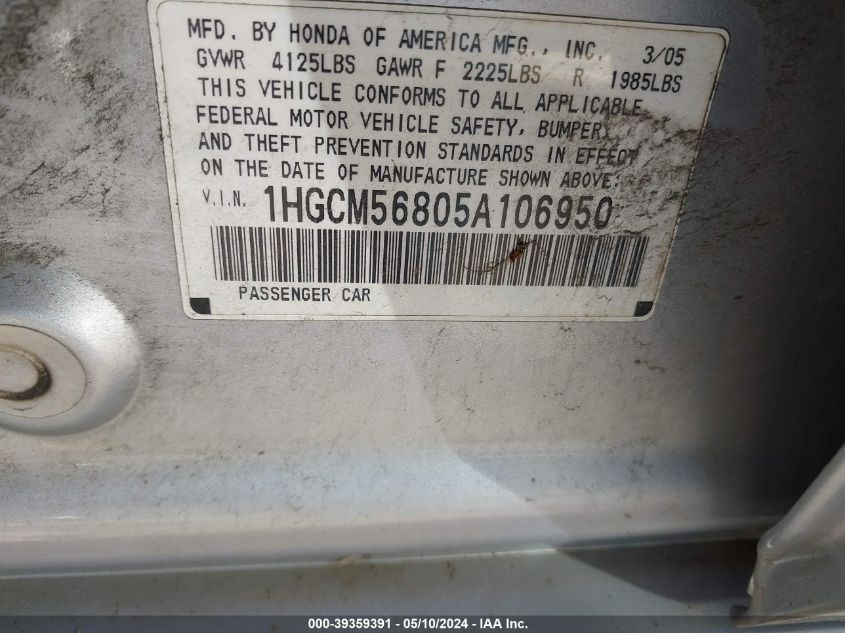 MFD. BY HONDA OF AMERICA MFG., INC. 3/05
GVWR 4125LBS GAWR F 2225LBS R 1985LBS
THIS VEHICLE CONFORMS TO ALL APPLICABLE
FEDERAL MOTOR VEHICLE SAFETY, BUMPER,
AND THEFT PREVENTION STANDARDS IN EFFECT
ON THE DATE OF MANUFACTURE SHOWN ABOVE.
V.I.N. 1HGCM56805A106950
PASSENGER CAR
000-39359391 - 05/10/2024 - IAA Inc.